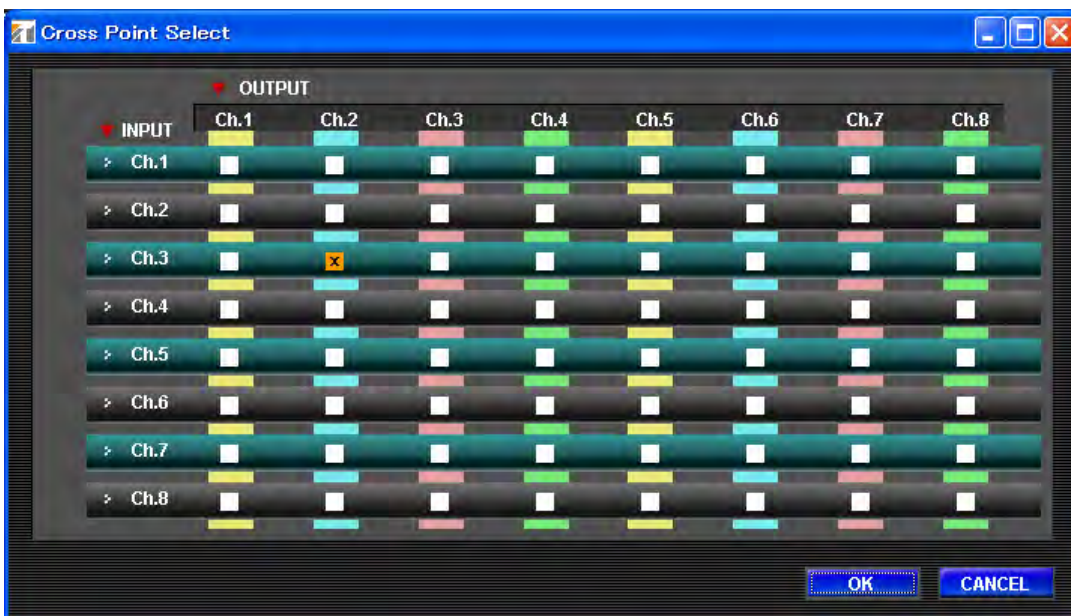 Cross Point Select
OUTPUT
INPUT Ch.1 Ch.2 Ch.3 Ch.4 Ch.5 Ch.6 Ch.7 Ch.8
Ch.1
Ch.2
Ch.3 x
Ch.4
Ch.5
Ch.6
Ch.7
Ch.8
OK CANCEL